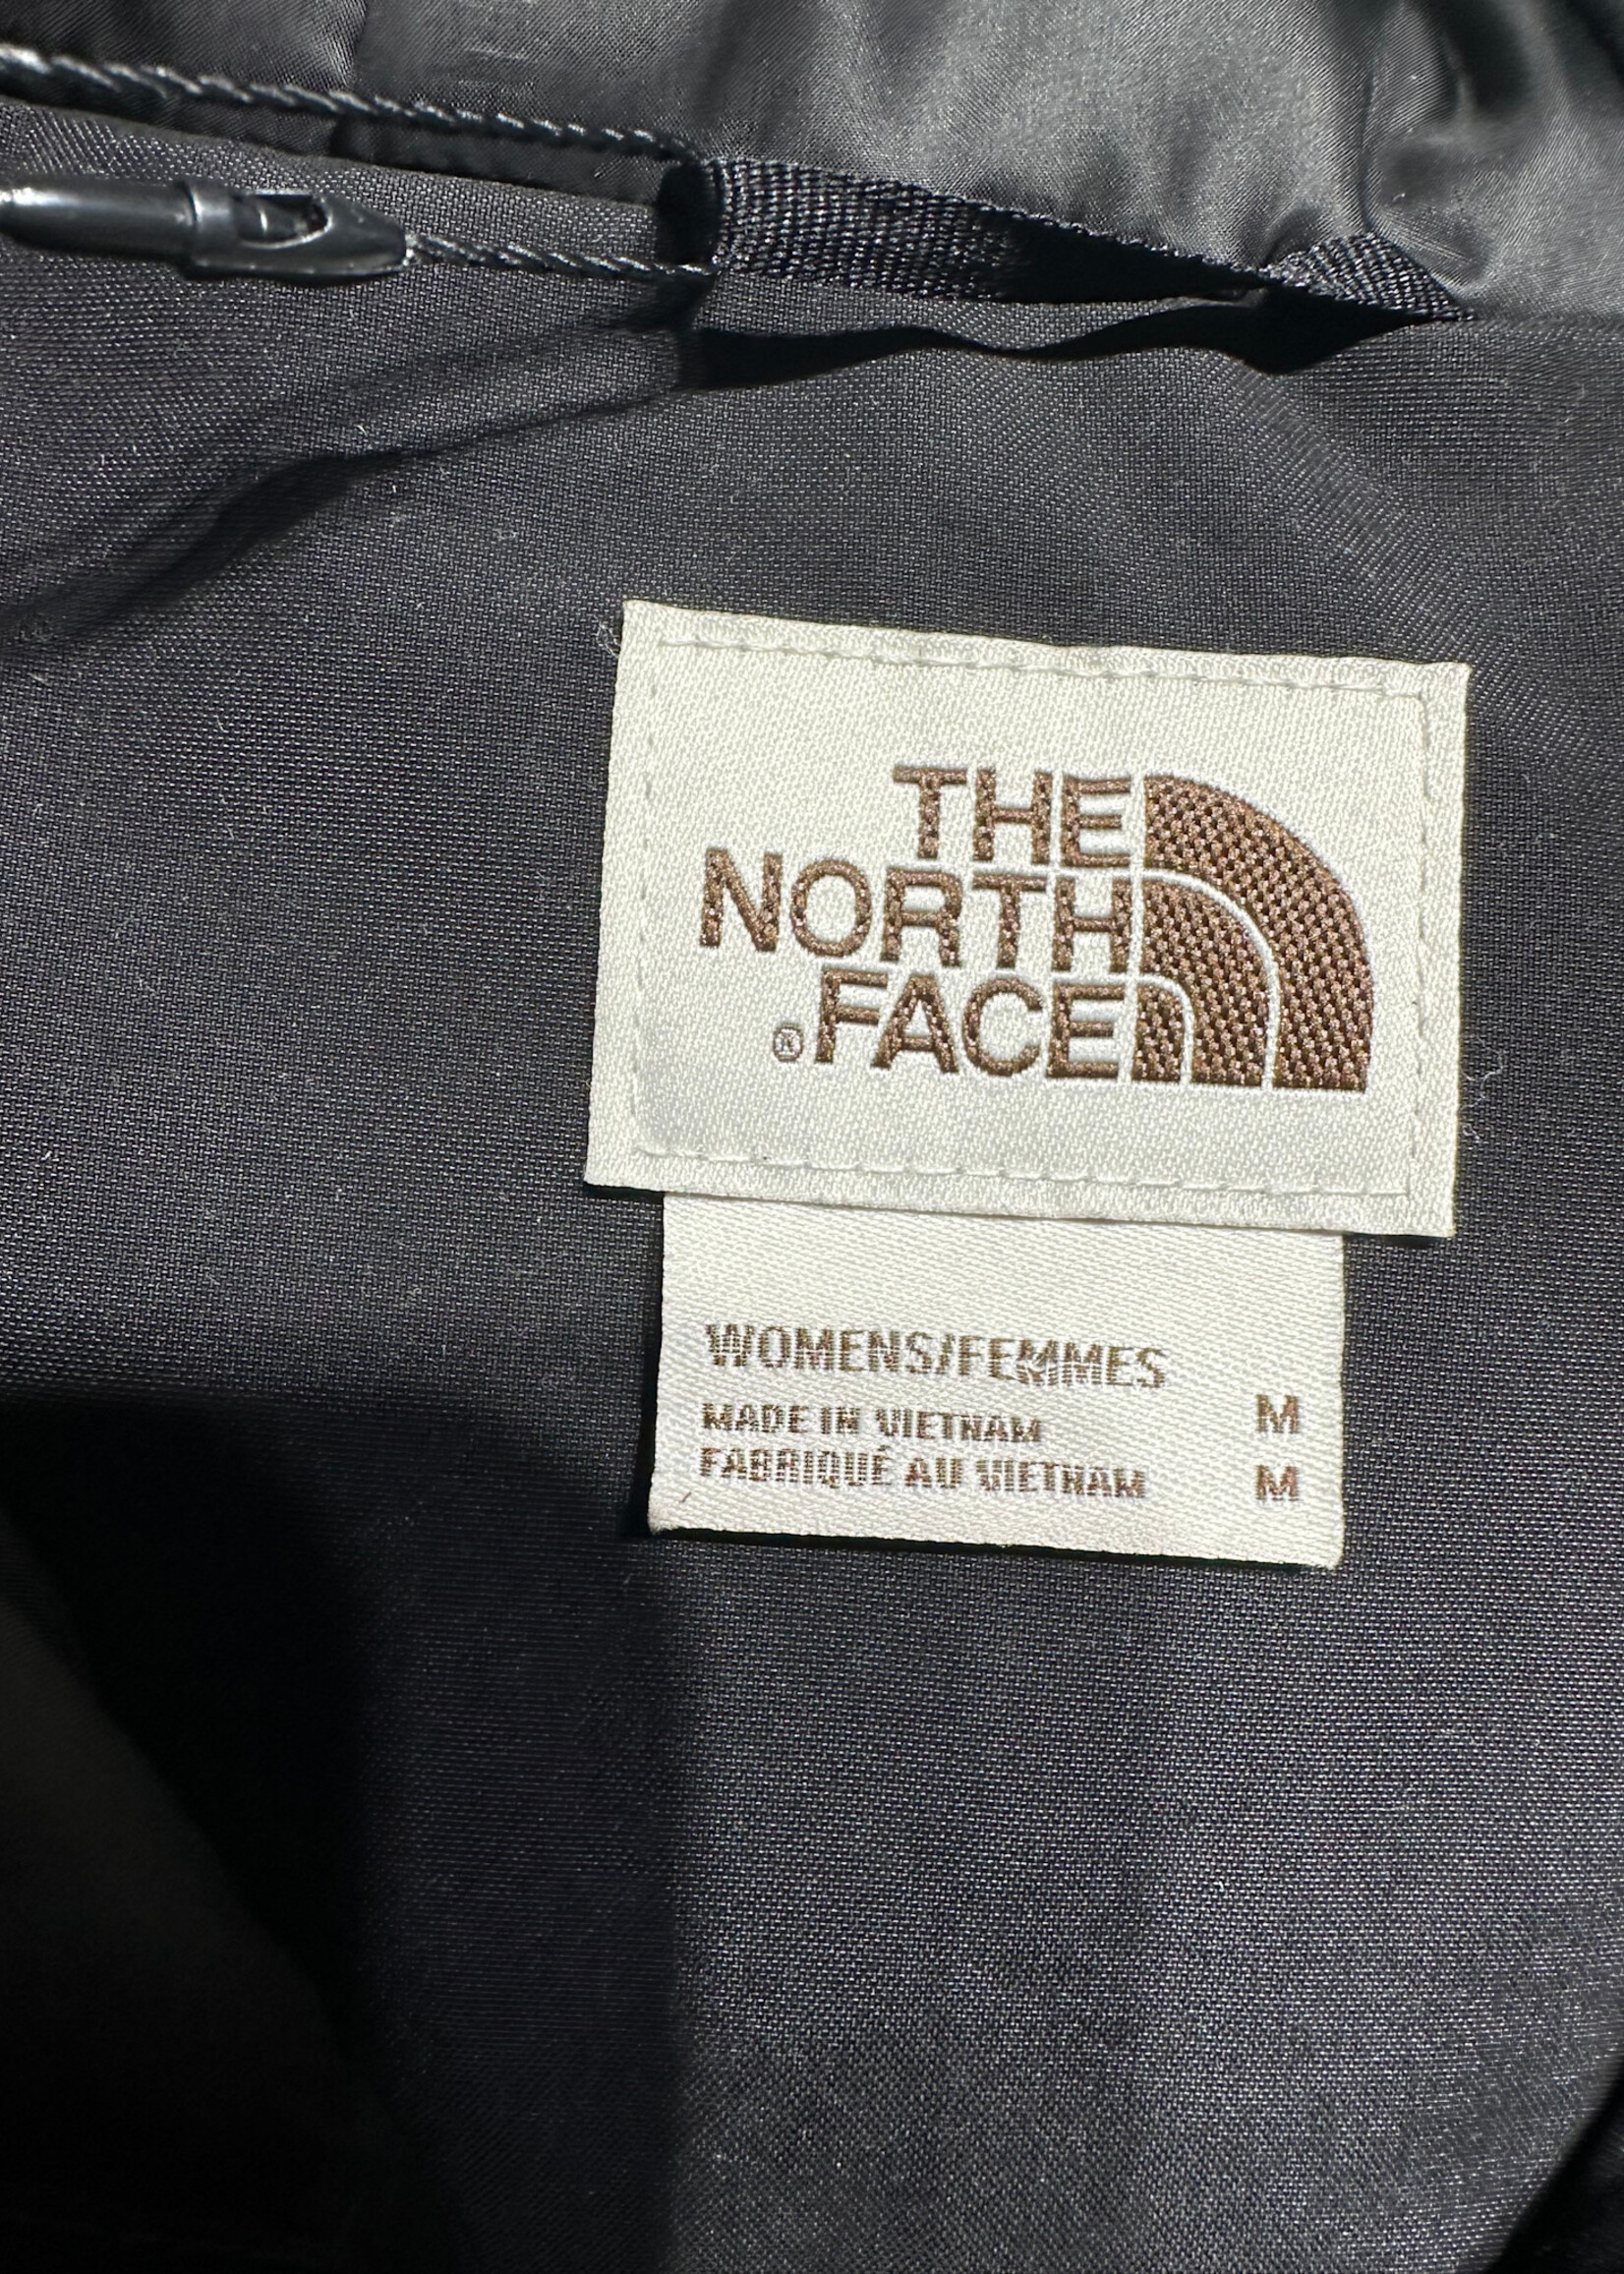 THE
NORTH
®FACE
WOMENS/FEMMES
MADE IN VIETNAM M
FABRIQUÉ AU VIETNAM M